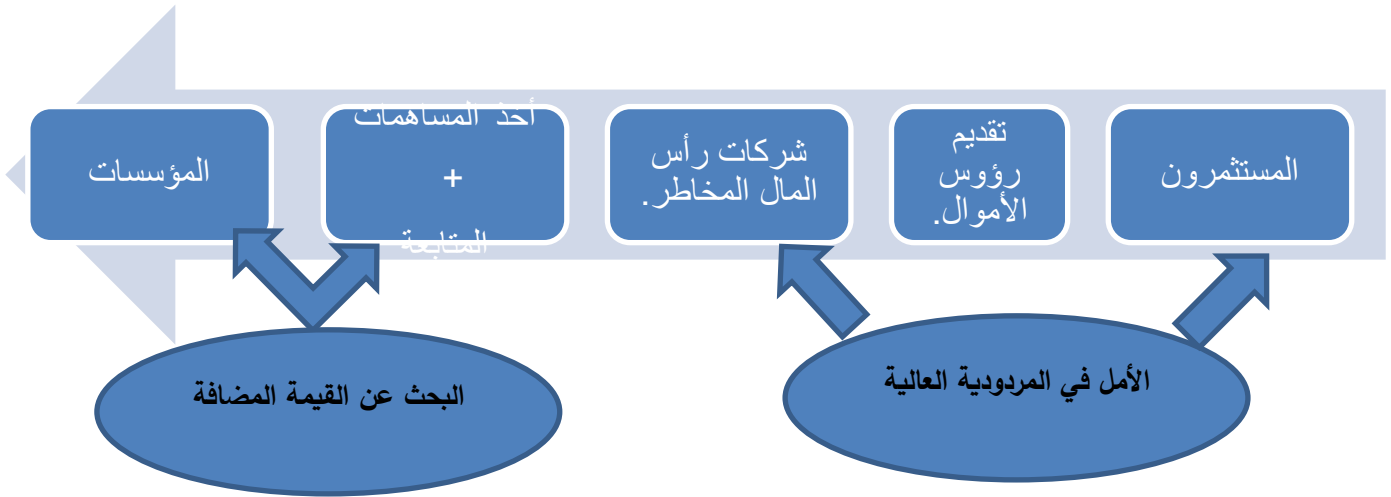 المستثمرون
تقديم
رؤوس
الأموال.
شركات رأس
المال المخاطر.
أخذ المساهمات
+
المتابعة
المؤسسات
الأمل في المردودية العالية
البحث عن القيمة المضافة